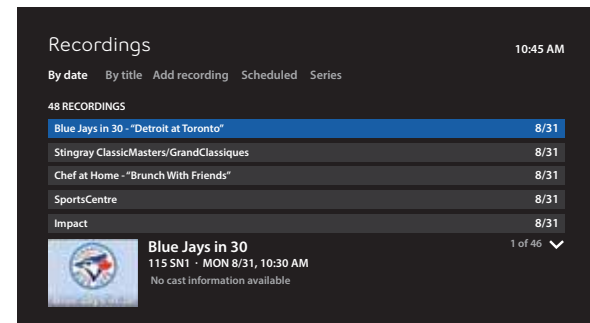 Recordings
10:45 AM
By date By title Add recording Scheduled Series
48 RECORDINGS
Blue Jays in 30 - “Detroit at Toronto” 8/31
Stingray ClassicMasters/GrandClassiques 8/31
Chef at Home - “Brunch With Friends” 8/31
SportsCentre 8/31
Impact 8/31
Blue Jays in 30
1 of 46
115 SN1 · MON 8/31, 10:30 AM
No cast information available